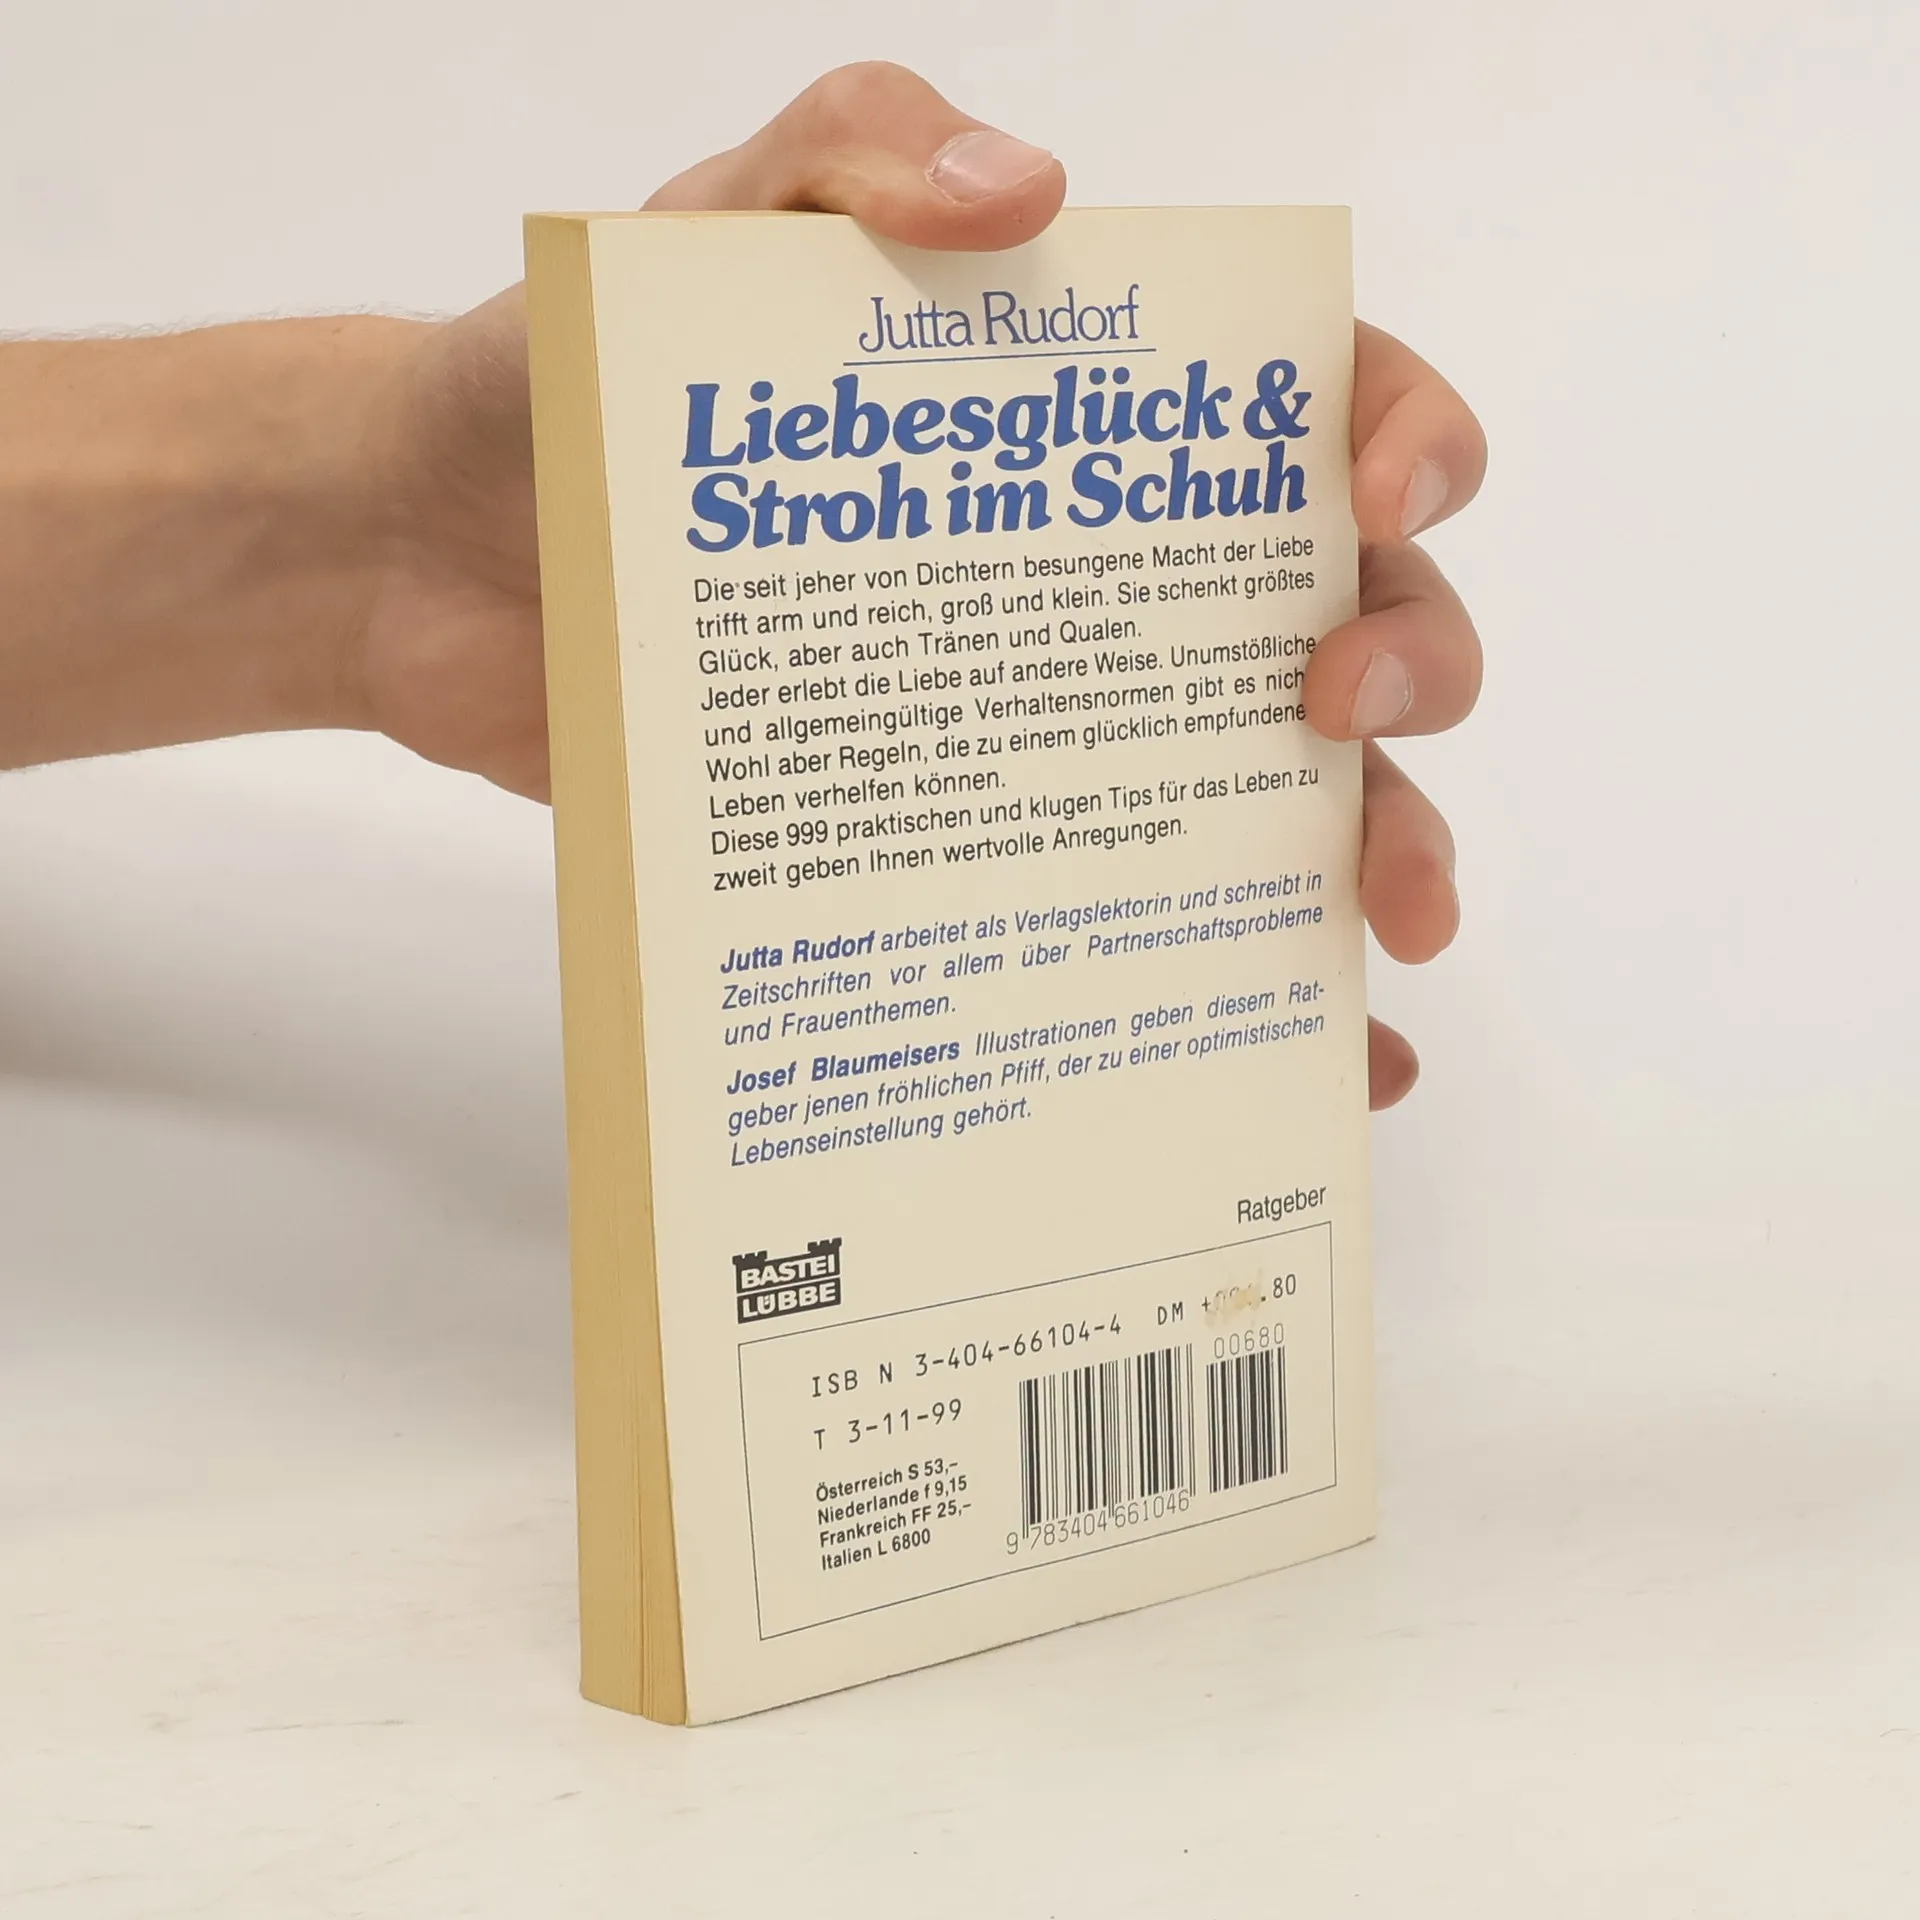 Jutta Rudorf
Liebesglück &
Stroh im Schuh
Die seit jeher von Dichtern besungene Macht der Liebe
trifft arm und reich, groß und klein. Sie schenkt größtes
Glück, aber auch Tränen und Qualen.
Jeder erlebt die Liebe auf andere Weise. Unumstößliche
und allgemeingültige Verhaltensnormen gibt es
Wohl aber Regeln, die zu einem glücklich
Leben verhelfen können.
Diese 999 praktischen und klugen Tips für das Leben zu
zweit geben Ihnen wertvolle Anregungen.
Jutta Rudorf arbeitet als Verlagslektorin und schreibt in
Zeitschriften vor allem über Partnerschaftsprobleme
und Frauenthemen.
Josef Blaumeisers Illustrationen geben diesem Rat-
geber jenen fröhlichen Pfiff, der zu einer optimistischen
Lebenseinstellung gehört.
Ratgeber
BASTEI
LÜBBE
ISB N 3-404-66104-4 DM .80
T 3-11-99
00680
Österreich S 53,-
Niederlande f 9,15
Frankreich FF 25,-
Italien L 6800
9 783404 661046